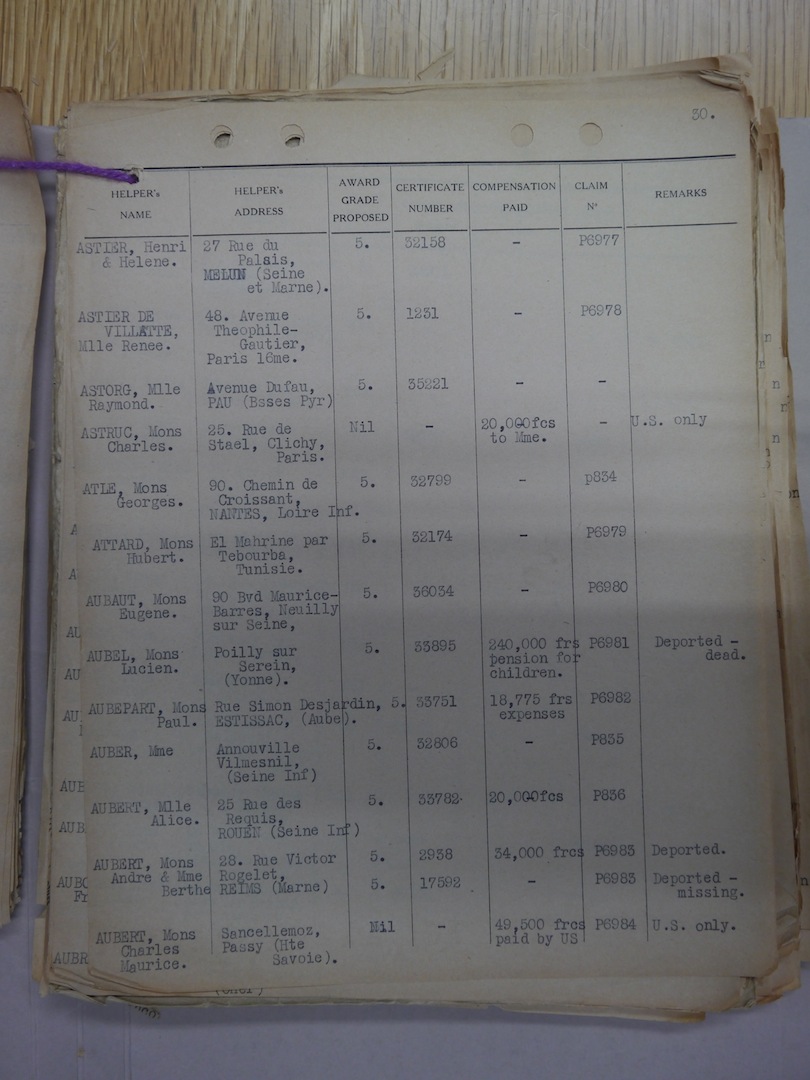 30.
HELPER's NAME | HELPER's ADDRESS | AWARD GRADE PROPOSED | CERTIFICATE NUMBER | COMPENSATION PAID | CLAIM N° | REMARKS
ASTIER, Henri 27 Rue du 5. 32158 - P6977
& Helene. Palais,
MELUN (Seine
et Marne).
ASTIER DE 48. Avenue 5. 1231 - P6978
VILLATTE, Theophile-
Mlle Renee. Gautier,
Paris 16me.
ASTORG, Mlle Avenue Dufau, 5. 35221 - -
Raymond. PAU (Bsses Pyr)
ASTRUC, Mons 25. Rue de Nil - 20,000fcs - U.S. only
Charles. Stael, Clichy, to Mme.
Paris.
ATLE, Mons 90. Chemin de 5. 32799 - p834
Georges. Croissant,
NANTES, Loire Inf.
ATTARD, Mons El Mahrine par 5. 32174 - P6979
Hubert. Tebourba,
Tunisie.
AUBAUT, Mons 90 Bvd Maurice- 5. 36034 - P6980
Eugene. Barres, Neuilly
sur Seine,
AUBEL, Mons Poilly sur 5. 33895 240,000 frs P6981 Deported -
Lucien. Serein, pension for dead.
(Yonne). children.
AUBEPART, Mons Rue Simon Desjardin, 5. 33751 18,775 frs P6982
Paul. ESTISSAC, (Aube). expenses
AUBER, Mme Annouville 5. 32806 - P835
Vilmesnil,
(Seine Inf)
AUBERT, Mlle 25 Rue des 5. 33782. 20,000fcs P836
Alice. Requis,
ROUEN (Seine Inf)
AUBERT, Mons 28. Rue Victor 5. 2938 34,000 frcs P6983 Deported.
Andre & Mme Rogelet,
Berthe REIMS (Marne) 5. 17592 - P6983 Deported -
missing.
AUBERT, Mons Sancellemoz, Nil - 49,500 frcs P6984 U.S. only.
Charles Passy (Hte paid by US
Maurice. Savoie).